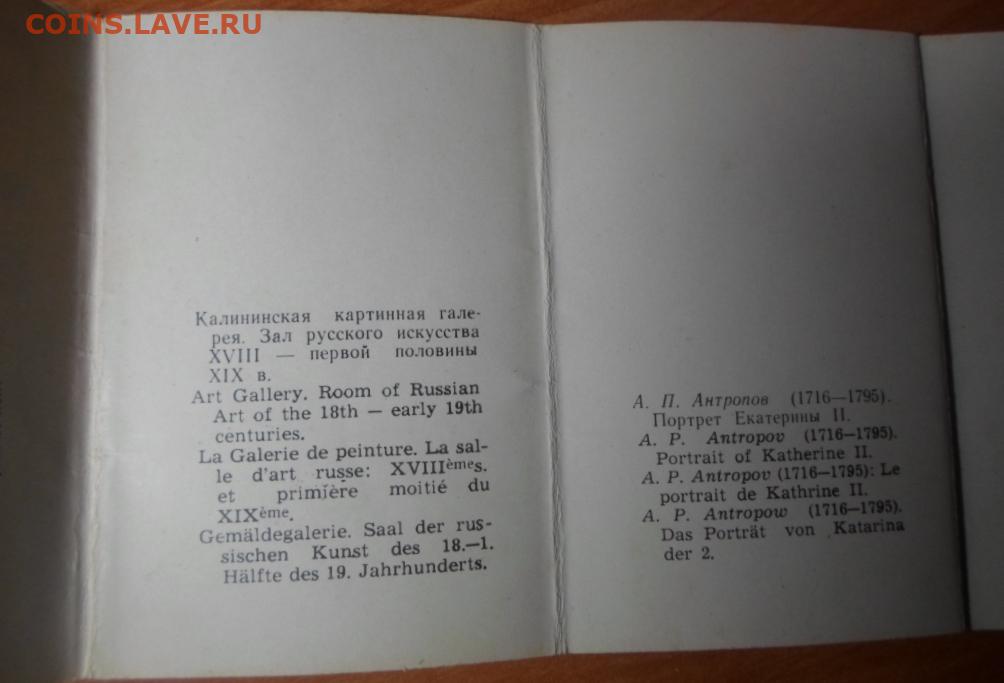 COINS.LAVE.RU
Калининская картинная гале-
рея. Зал русского искусства
XVIII — первой половины
XIX в.
Art Gallery. Room of Russian
Art of the 18th — early 19th
centuries.
La Galerie de peinture. La sal-
le d'art russe: XVIIIèmes.
et primière moitié du
XIXème.
Gemäldegalerie. Saal der rus-
sischen Kunst des 18.—1.
Hälfte des 19. Jahrhunderts.
А. П. Антропов (1716—1795).
Портрет Екатерины II.
A. P. Antropov (1716—1795).
Portrait of Katherine II.
A. P. Antropov (1716—1795): Le
portrait de Kathrine II.
A. P. Antropow (1716—1795).
Das Porträt von Katarina
der 2.